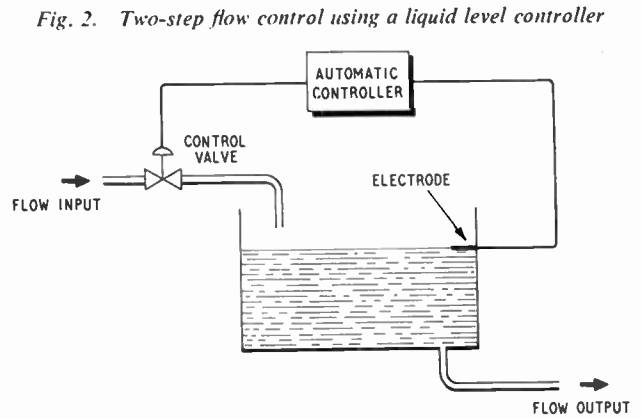 Fig. 2. Two-step flow control using a liquid level controller
AUTOMATIC
CONTROLLER
CONTROL
VALVE
ELECTRODE
FLOW INPUT
FLOW OUTPUT